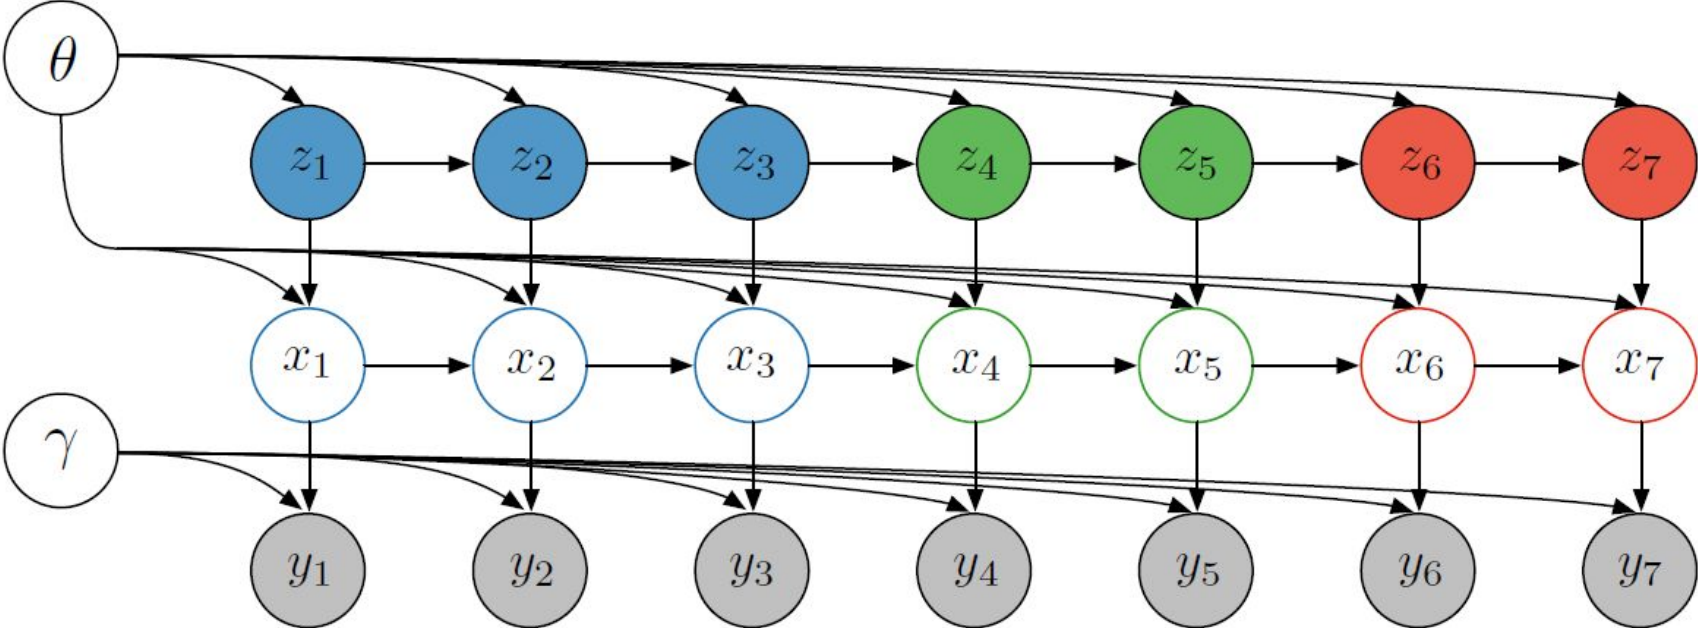 θ
z₁ z₂ z₃ z₄ z₅ z₆ z₇
x₁ x₂ x₃ x₄ x₅ x₆ x₇
γ
y₁ y₂ y₃ y₄ y₅ y₆ y₇